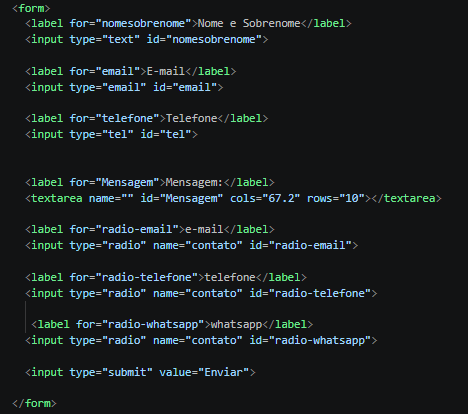 <form>
<label for="nomesobrenome">Nome e Sobrenome</label>
<input type="text" id="nomesobrenome">
<label for="email">E-mail</label>
<input type="email" id="email">
<label for="telefone">Telefone</label>
<input type="tel" id="tel">
<label for="Mensagem">Mensagem:</label>
<textarea name="" id="Mensagem" cols="67.2" rows="10"></textarea>
<label for="radio-email">e-mail</label>
<input type="radio" name="contato" id="radio-email">
<label for="radio-telefone">telefone</label>
<input type="radio" name="contato" id="radio-telefone">
<label for="radio-whatsapp">whatsapp</label>
<input type="radio" name="contato" id="radio-whatsapp">
<input type="submit" value="Enviar">
</form>